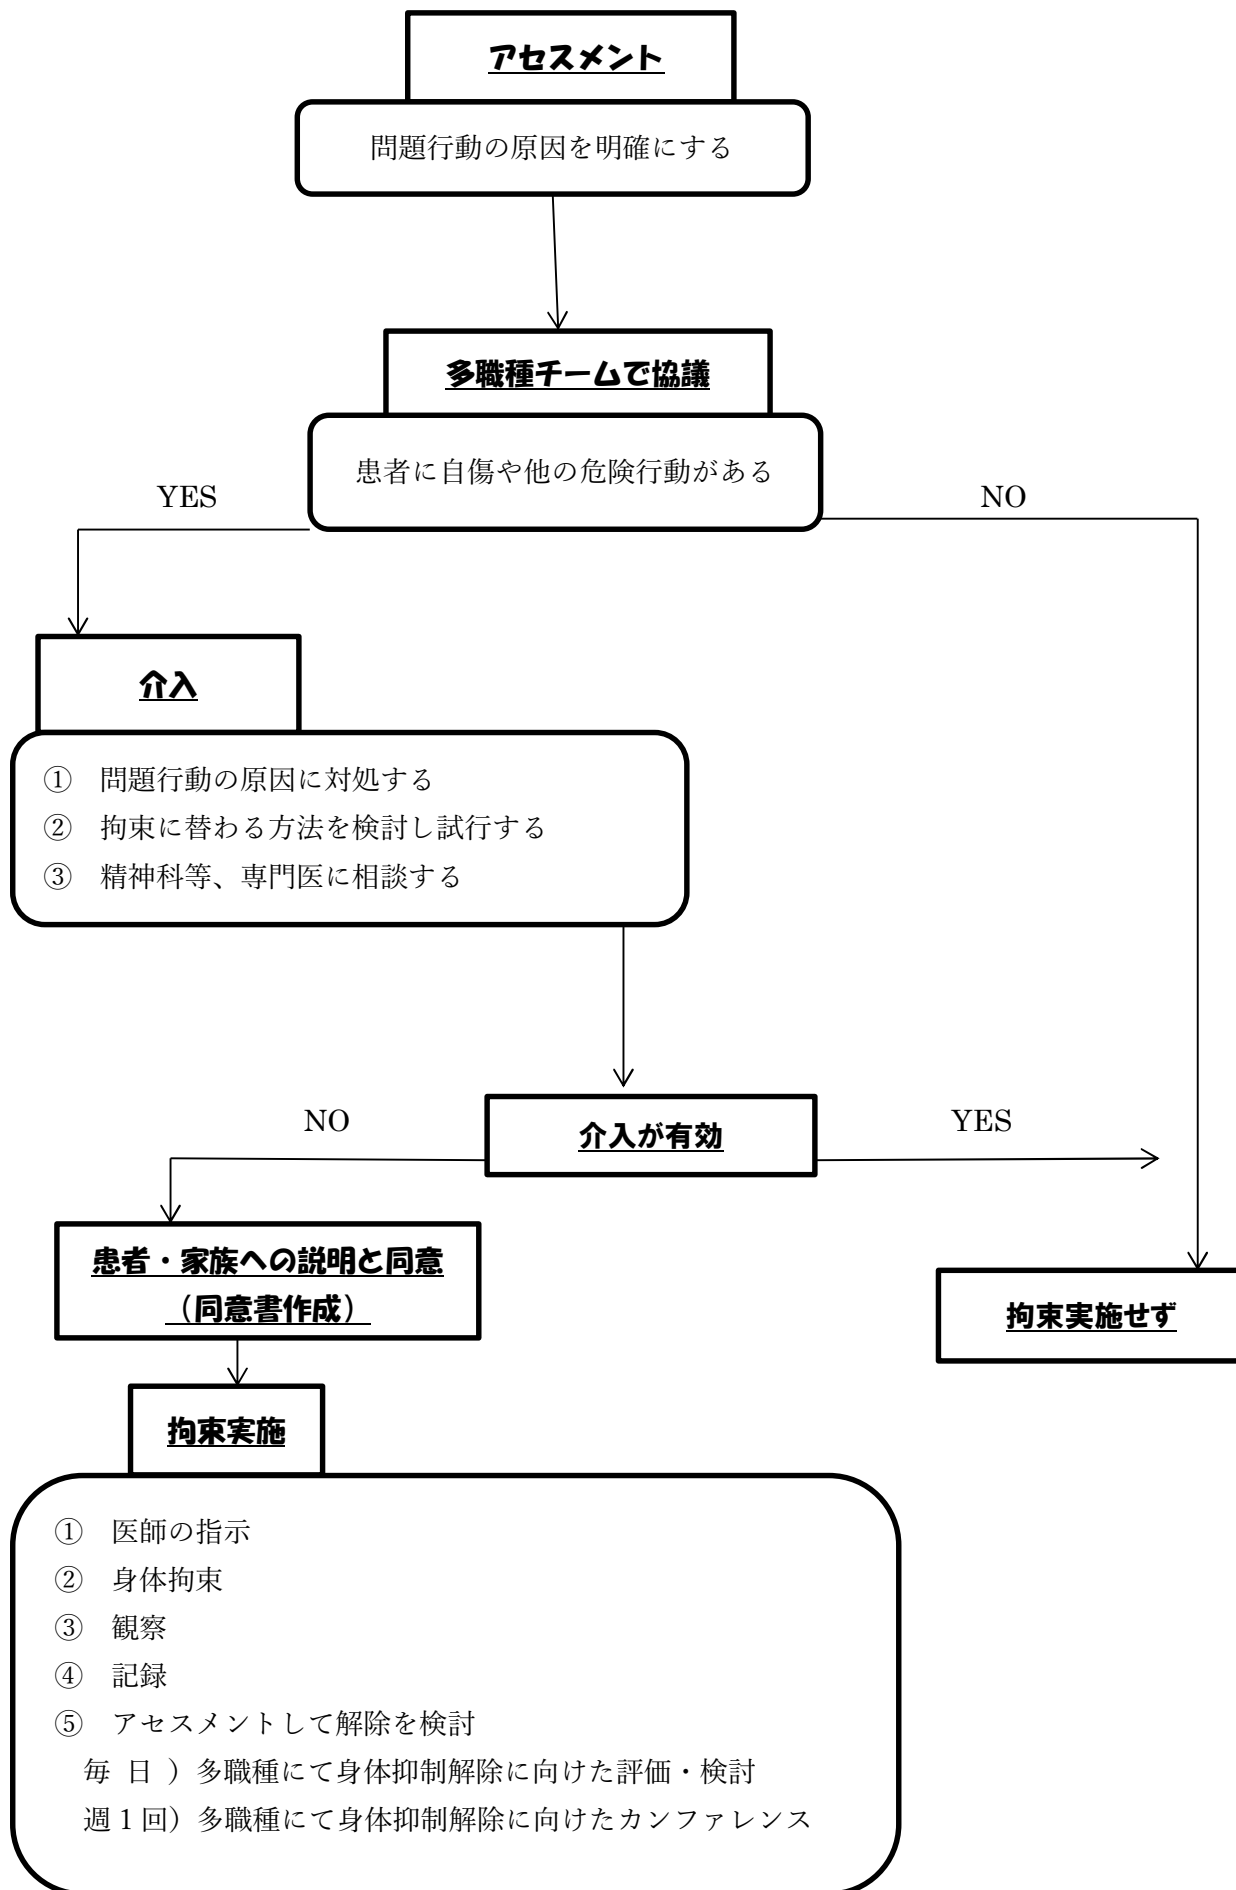 アセスメント
問題行動の原因を明確にする
多職種チームで協議
患者に自傷や他の危険行動がある
YES
NO
介入
① 問題行動の原因に対処する
② 拘束に替わる方法を検討し試行する
③ 精神科等、専門医に相談する
NO
介入が有効
YES
患者・家族への説明と同意
（同意書作成）
拘束実施せず
拘束実施
① 医師の指示
② 身体拘束
③ 観察
④ 記録
⑤ アセスメントして解除を検討
毎 日 ）多職種にて身体抑制解除に向けた評価・検討
週１回）多職種にて身体抑制解除に向けたカンファレンス